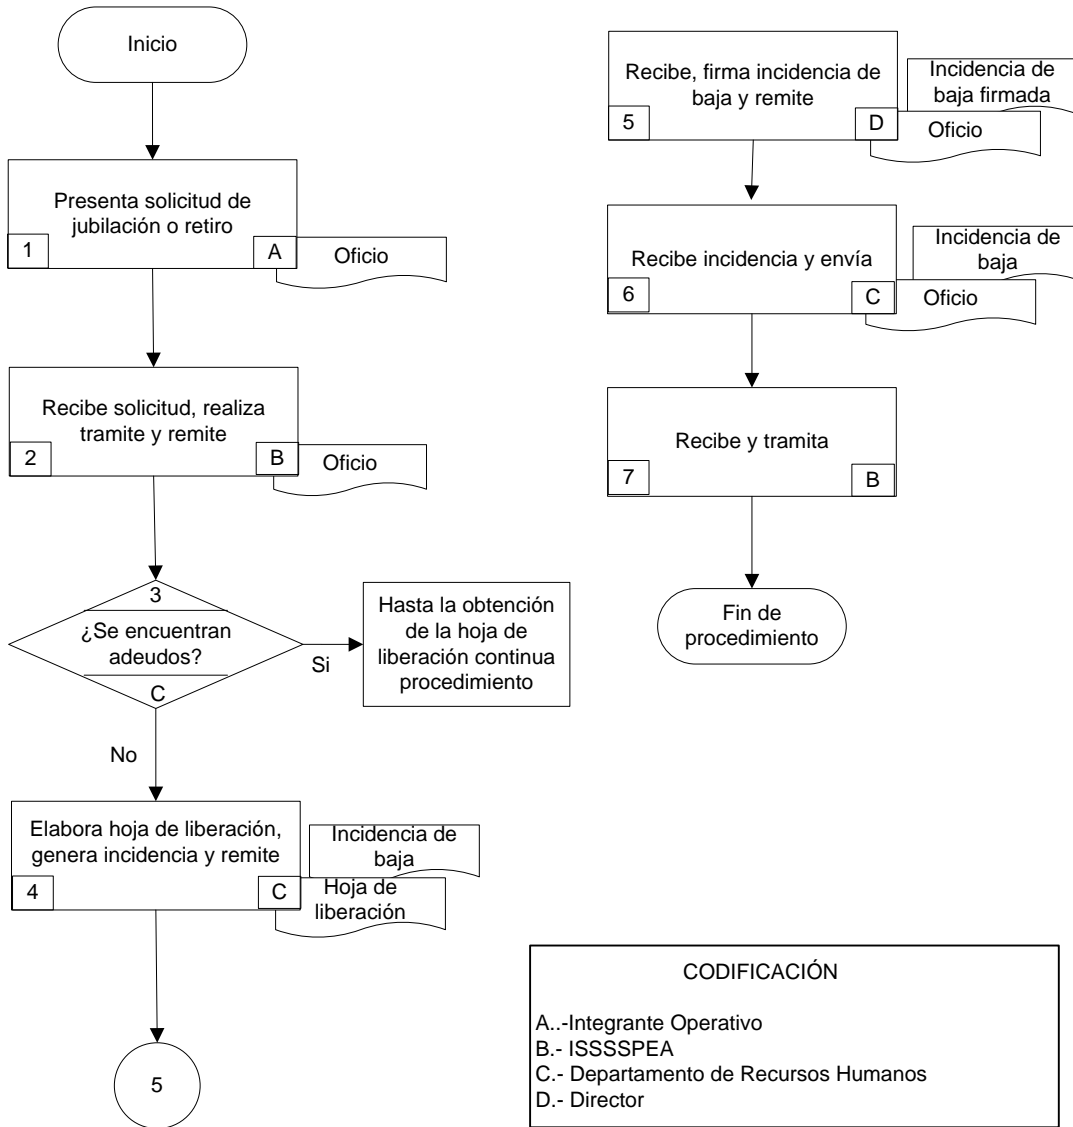 Inicio
Presenta solicitud de
jubilación o retiro
1
A
Oficio
Recibe solicitud, realiza
tramite y remite
2
B
Oficio
3
¿Se encuentran
adeudos?
C
Si
Hasta la obtención
de la hoja de
liberación continua
procedimiento
No
Elabora hoja de liberación,
genera incidencia y remite
4
C
Incidencia de
baja
Hoja de
liberación
5
Recibe, firma incidencia de
baja y remite
5
D
Incidencia de
baja firmada
Oficio
Recibe incidencia y envía
6
C
Incidencia de
baja
Oficio
Recibe y tramita
7
B
Fin de
procedimiento
CODIFICACIÓN
A..-Integrante Operativo
B.- ISSSSPEA
C.- Departamento de Recursos Humanos
D.- Director